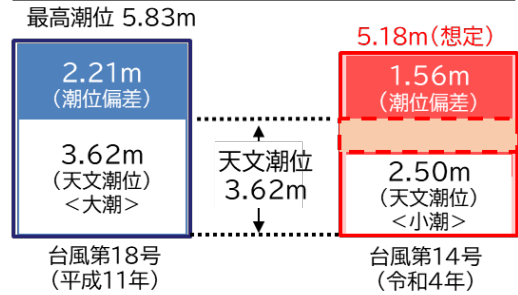 最高潮位 5.83m
2.21m
(潮位偏差)
3.62m
(天文潮位)
<大潮>
台風第18号
(平成11年)
天文潮位
3.62m
5.18m(想定)
1.56m
(潮位偏差)
2.50m
(天文潮位)
<小潮>
台風第14号
(令和4年)